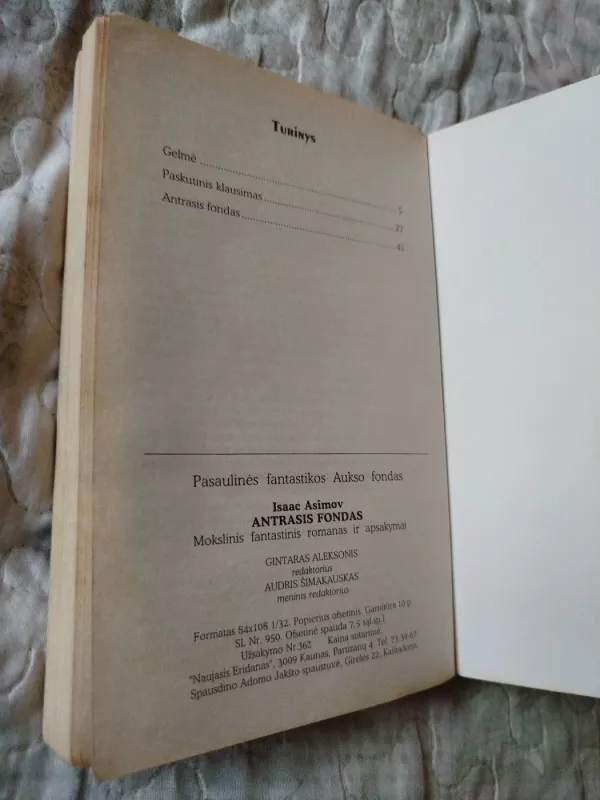 Turinys
Gelmė ........................................ 5
Paskutinis klausimas ........................................ 27
Antrasis fondas ........................................ 41
Pasaulinės fantastikos Aukso fondas
Isaac Asimov
ANTRASIS FONDAS
Mokslinis fantastinis romanas ir apsakymai
GINTARAS ALEKSONIS
redaktorius
AUDRIS ŠIMAKAUSKAS
meninis redaktorius
Formatas 84x108 1/32. Popierius ofsetinis. Garnitūra 10 p.
SL Nr. 950. Ofsetinė spauda 7,5 sąl.sp.l.
Užsakymo Nr.362 Kaina sutartinė.
"Naujasis Eridanas", 3009 Kaunas, Partizanų 4. Tel 73-39-67
Spausdino Adomo Jakšto spaustuvė, Girelės 22, Kaišiadorys